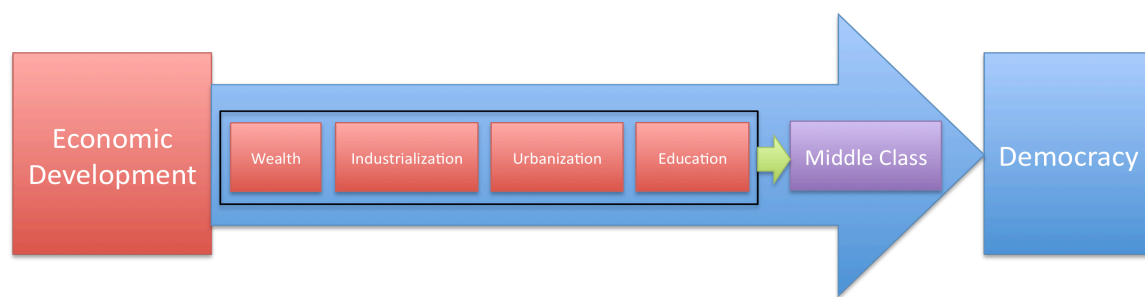 Economic
Development
Wealth
Industrialization
Urbanization
Education
Middle Class
Democracy